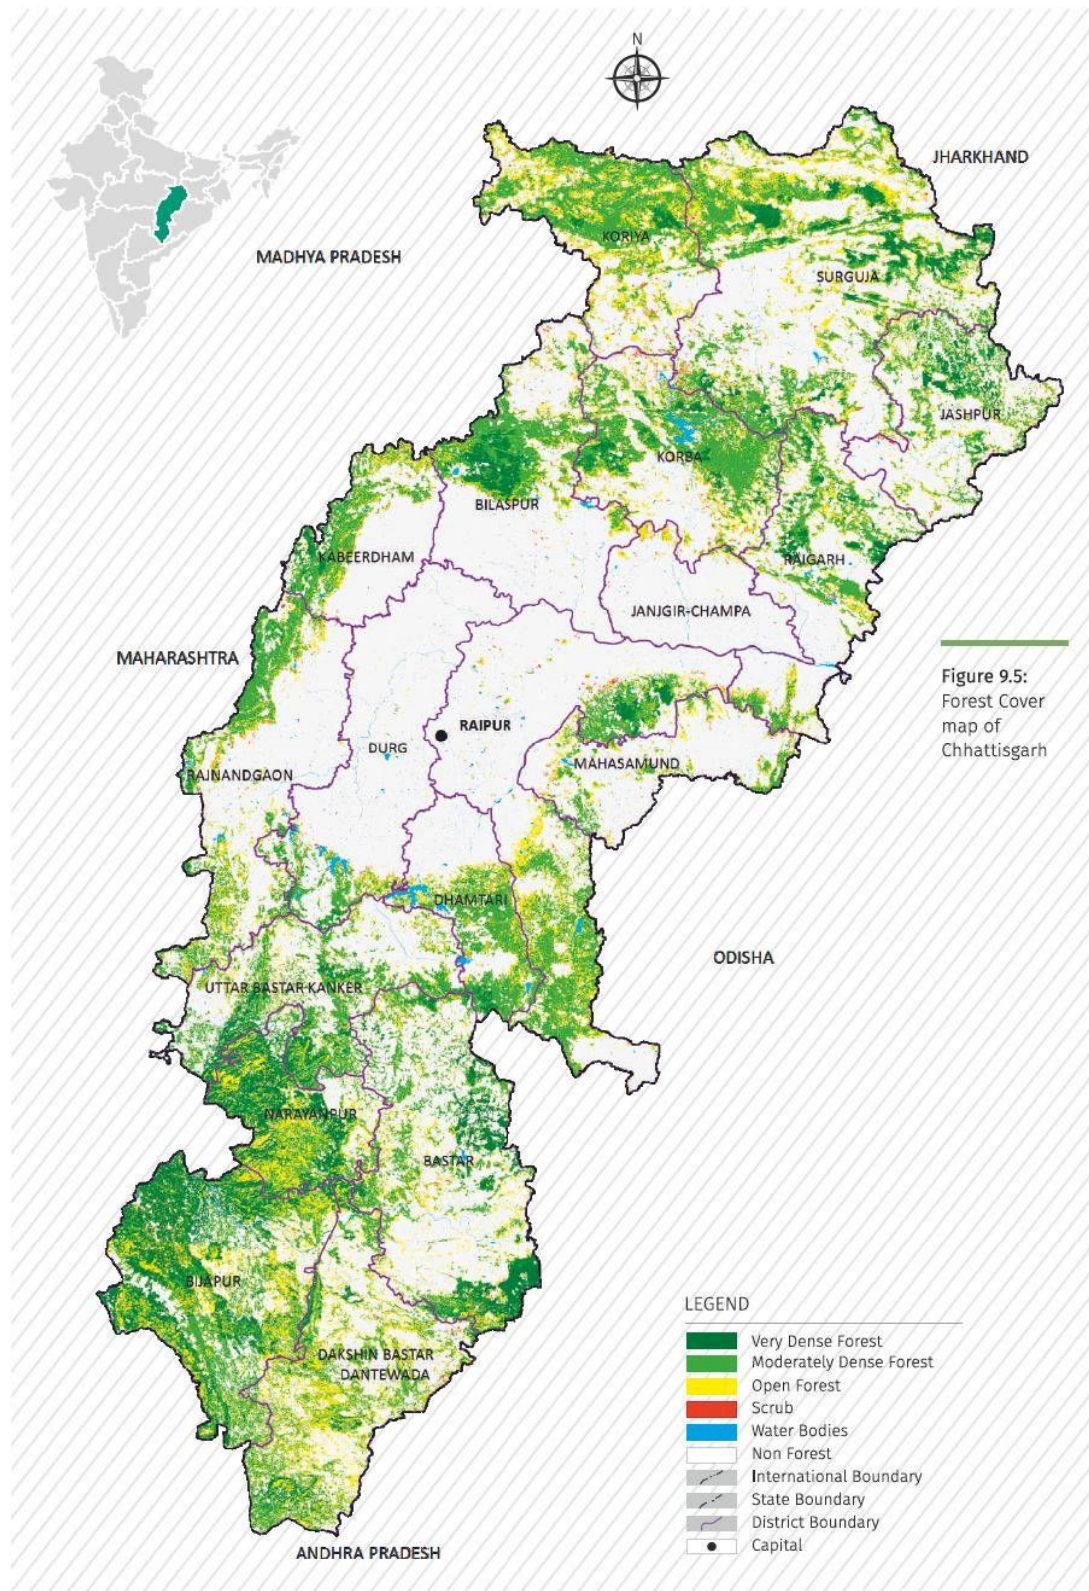 N
JHARKHAND
MADHYA PRADESH
KORIYA
SURGUJA
JASHPUR
KORBA
BILASPUR
KABEERDHAM
RAIGARH
JANJGIR-CHAMPA
MAHARASHTRA
Figure 9.5:
Forest Cover
map of
Chhattisgarh
RAIPUR
DURG
MAHASAMUND
RAJNANDGAON
DHAMTARI
ODISHA
UTTAR BASTAR KANKER
NARAYANPUR
BASTAR
BIJAPUR
DAKSHIN BASTAR
DANTEWADA
LEGEND
Very Dense Forest
Moderately Dense Forest
Open Forest
Scrub
Water Bodies
Non Forest
International Boundary
State Boundary
District Boundary
Capital
ANDHRA PRADESH